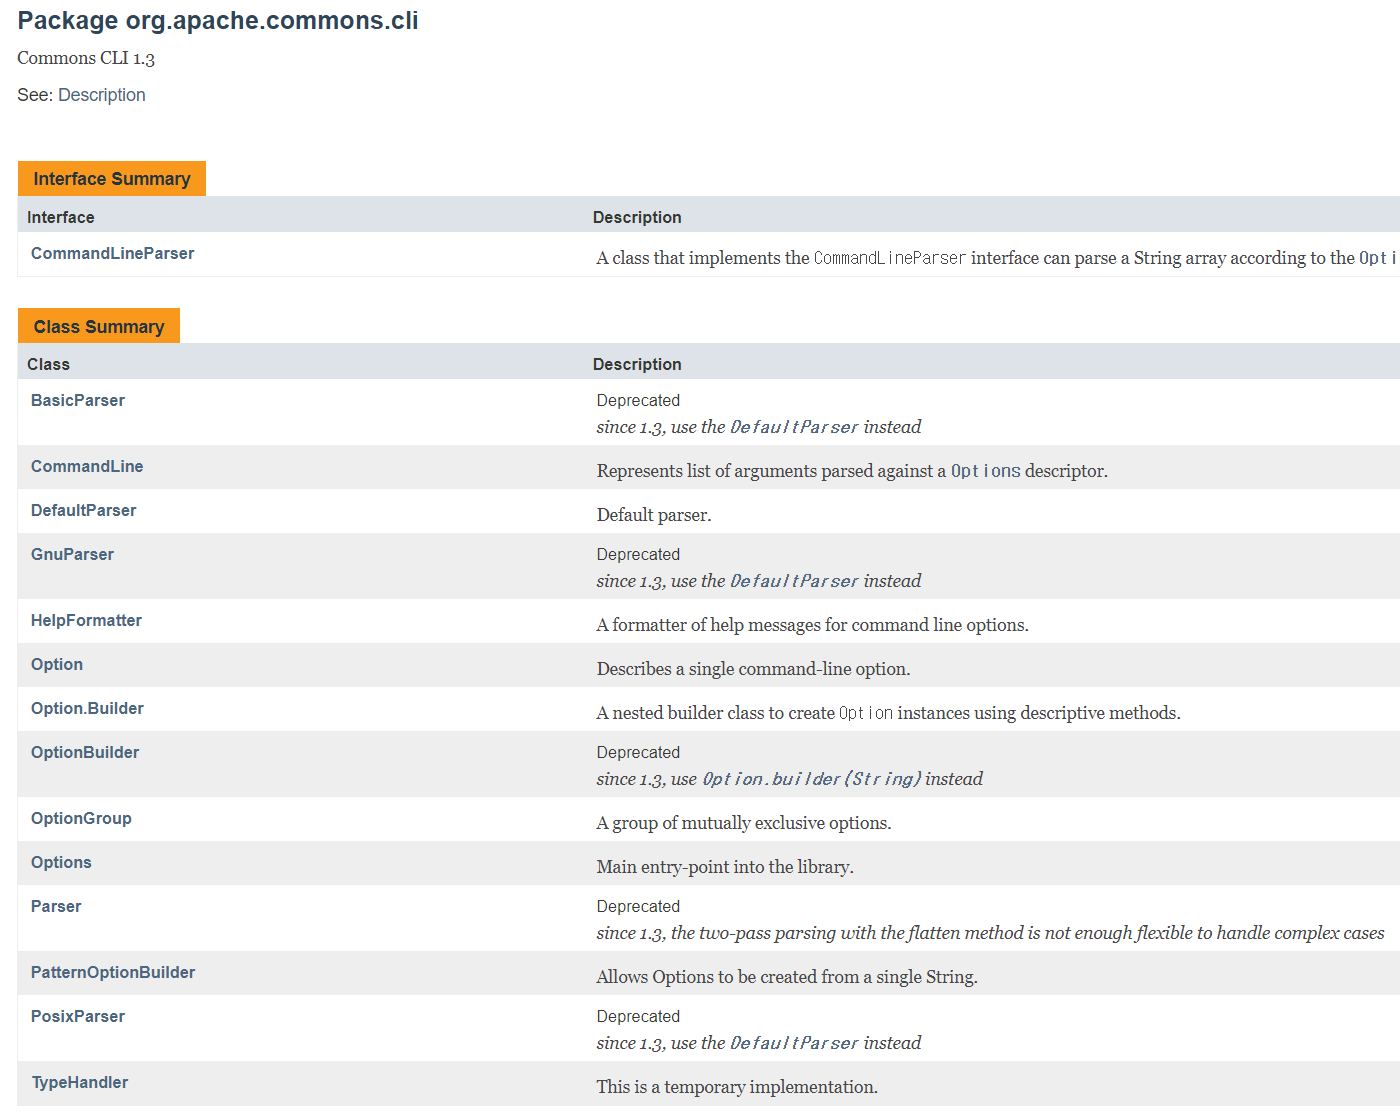 Package org.apache.commons.cli
Commons CLI 1.3
See: Description
Interface Summary
Interface Description
CommandLineParser A class that implements the CommandLineParser interface can parse a String array according to the Opti
Class Summary
Class Description
BasicParser Deprecated
since 1.3, use the DefaultParser instead
CommandLine Represents list of arguments parsed against a Options descriptor.
DefaultParser Default parser.
GnuParser Deprecated
since 1.3, use the DefaultParser instead
HelpFormatter A formatter of help messages for command line options.
Option Describes a single command-line option.
Option.Builder A nested builder class to create Option instances using descriptive methods.
OptionBuilder Deprecated
since 1.3, use Option.builder(String) instead
OptionGroup A group of mutually exclusive options.
Options Main entry-point into the library.
Parser Deprecated
since 1.3, the two-pass parsing with the flatten method is not enough flexible to handle complex cases
PatternOptionBuilder Allows Options to be created from a single String.
PosixParser Deprecated
since 1.3, use the DefaultParser instead
TypeHandler This is a temporary implementation.